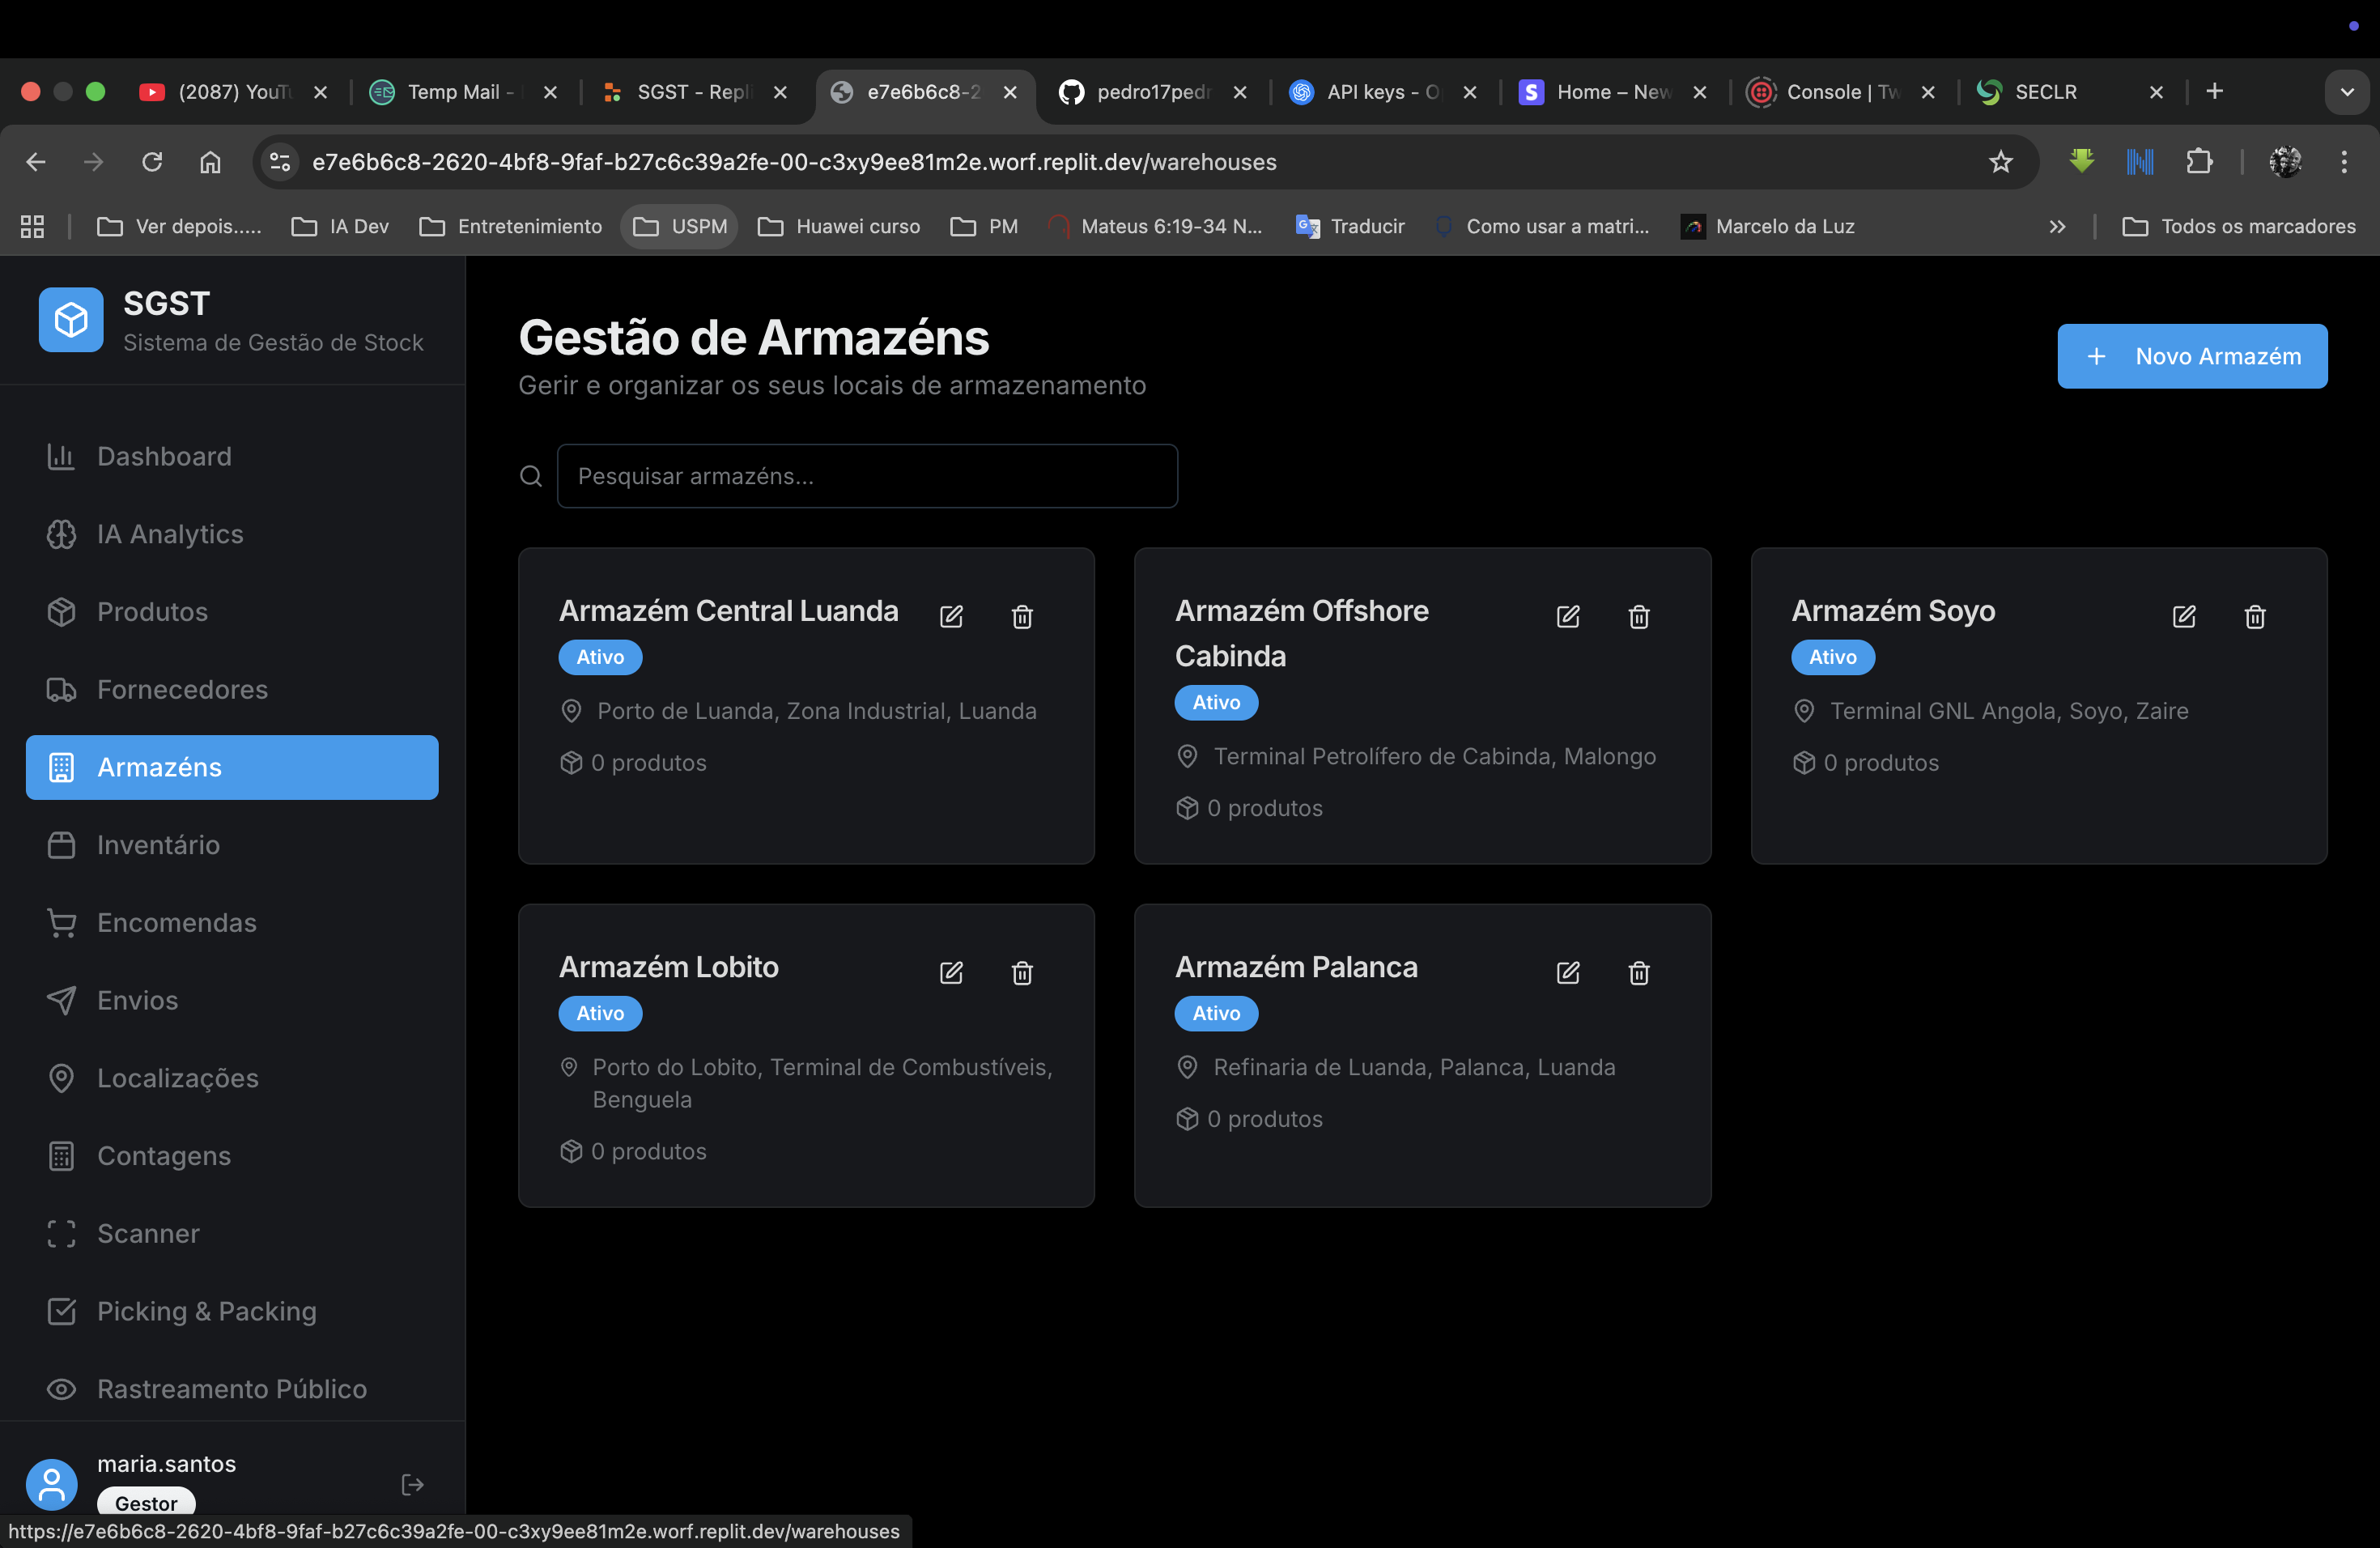 (2087) YouTu
Temp Mail -
SGST - Repli
e7e6b6c8-2
pedro17pedr
API keys - O
Home – New
Console | Tw
SECLR
e7e6b6c8-2620-4bf8-9faf-b27c6c39a2fe-00-c3xy9ee81m2e.worf.replit.dev/warehouses
Ver depois.....
IA Dev
Entretenimiento
USPM
Huawei curso
PM
Mateus 6:19-34 N...
Traducir
Como usar a matri...
Marcelo da Luz
Todos os marcadores
SGST
Sistema de Gestão de Stock
Dashboard
IA Analytics
Produtos
Fornecedores
Armazéns
Inventário
Encomendas
Envios
Localizações
Contagens
Scanner
Picking & Packing
Rastreamento Público
maria.santos
Gestor
Gestão de Armazéns
Gerir e organizar os seus locais de armazenamento
Novo Armazém
Pesquisar armazéns...
Armazém Central Luanda
Ativo
Porto de Luanda, Zona Industrial, Luanda
0 produtos
Armazém Offshore
Cabinda
Ativo
Terminal Petrolífero de Cabinda, Malongo
0 produtos
Armazém Soyo
Ativo
Terminal GNL Angola, Soyo, Zaire
0 produtos
Armazém Lobito
Ativo
Porto do Lobito, Terminal de Combustíveis,
Benguela
0 produtos
Armazém Palanca
Ativo
Refinaria de Luanda, Palanca, Luanda
0 produtos
https://e7e6b6c8-2620-4bf8-9faf-b27c6c39a2fe-00-c3xy9ee81m2e.worf.replit.dev/warehouses